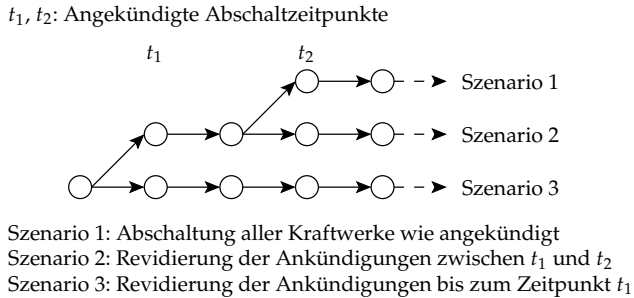 t₁, t₂: Angekündigte Abschaltzeitpunkte
t₁ t₂
Szenario 1
Szenario 2
Szenario 3
Szenario 1: Abschaltung aller Kraftwerke wie angekündigt
Szenario 2: Revidierung der Ankündigungen zwischen t₁ und t₂
Szenario 3: Revidierung der Ankündigungen bis zum Zeitpunkt t₁